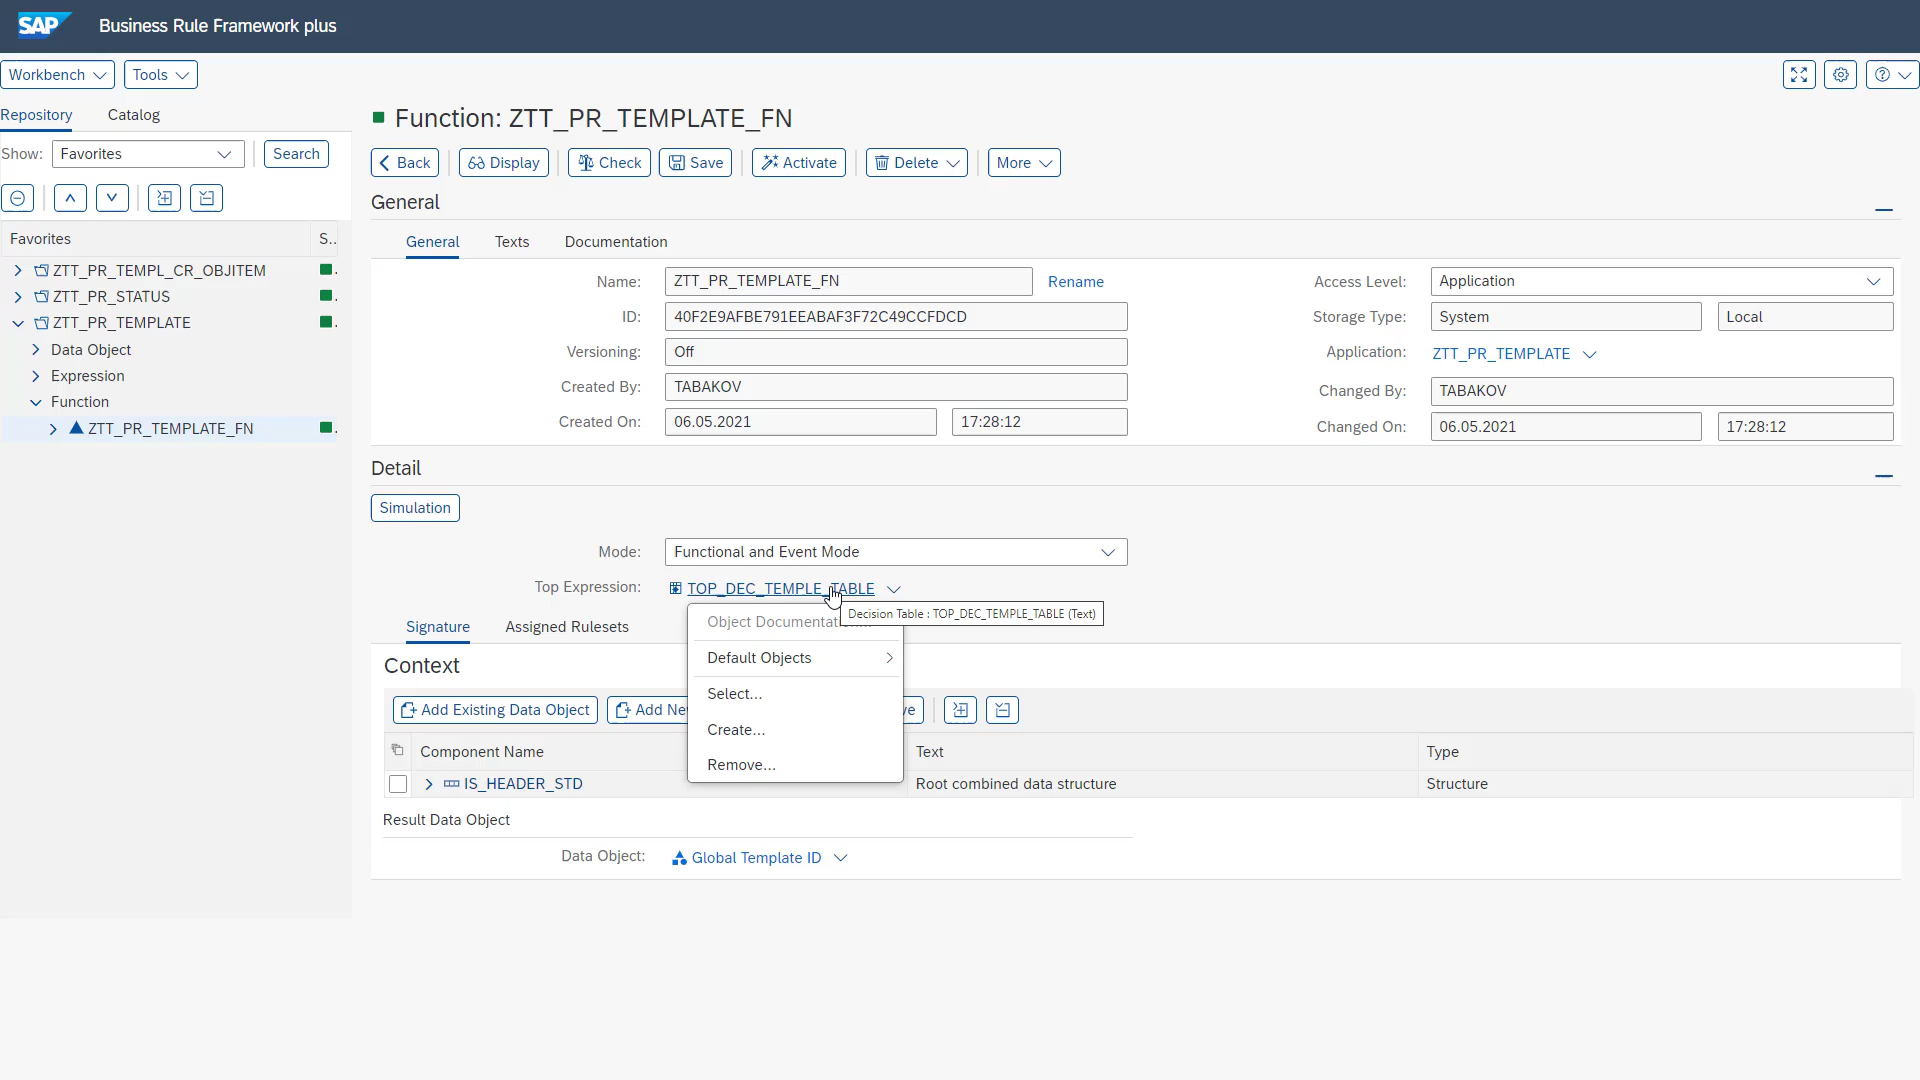 SAP Business Rule Framework plus
Workbench Tools
Repository Catalog
Show: Favorites Search
Favorites S..
ZTT_PR_TEMPL_CR_OBJITEM
ZTT_PR_STATUS
ZTT_PR_TEMPLATE
Data Object
Expression
Function
ZTT_PR_TEMPLATE_FN
Function: ZTT_PR_TEMPLATE_FN
Back Display Check Save Activate Delete More
General
General Texts Documentation
Name: ZTT_PR_TEMPLATE_FN Rename Access Level: Application
ID: 40F2E9AFBE791EEABAF3F72C49CCFDCD Storage Type: System Local
Versioning: Off Application: ZTT_PR_TEMPLATE
Created By: TABAKOV Changed By: TABAKOV
Created On: 06.05.2021 17:28:12 Changed On: 06.05.2021 17:28:12
Detail
Simulation
Mode: Functional and Event Mode
Top Expression: TOP_DEC_TEMPLE_TABLE
Decision Table : TOP_DEC_TEMPLE_TABLE (Text)
Object Documentat
Default Objects
Select...
Create...
Remove...
Signature Assigned Rulesets
Context
Add Existing Data Object Add Ne ve
Component Name Text Type
IS_HEADER_STD Root combined data structure Structure
Result Data Object
Data Object: Global Template ID